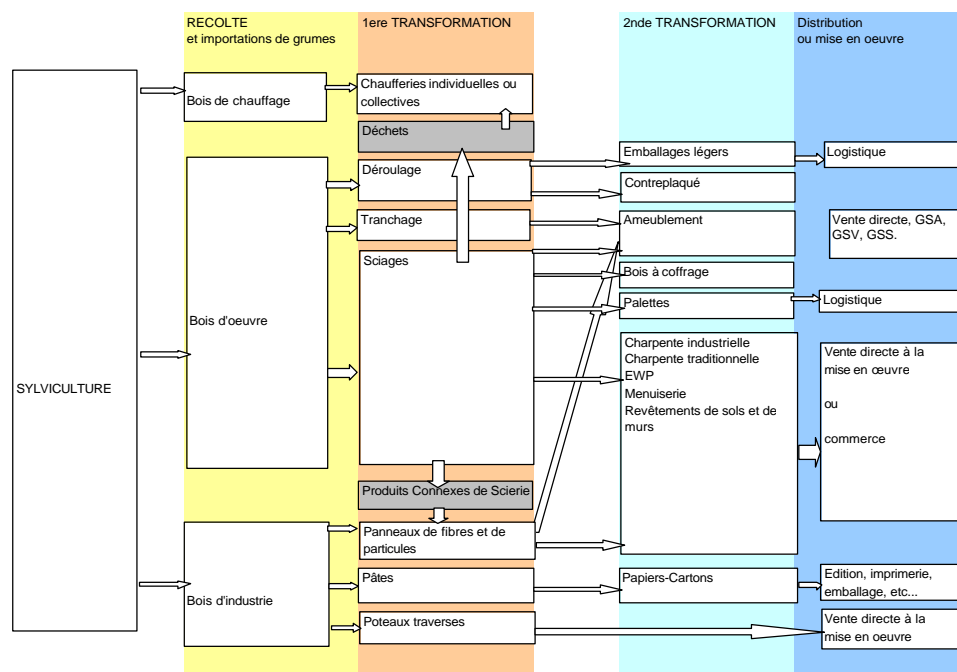 RECOLTE
et importations de grumes
1ere TRANSFORMATION
2nde TRANSFORMATION
Distribution
ou mise en oeuvre
SYLVICULTURE
Bois de chauffage
Bois d'oeuvre
Bois d'industrie
Chaufferies individuelles ou
collectives
Déchets
Déroulage
Tranchage
Sciages
Produits Connexes de Scierie
Panneaux de fibres et de
particules
Pâtes
Poteaux traverses
Emballages légers
Contreplaqué
Ameublement
Bois à coffrage
Palettes
Charpente industrielle
Charpente traditionnelle
EWP
Menuiserie
Revêtements de sols et de
murs
Papiers-Cartons
Logistique
Vente directe, GSA,
GSV, GSS.
Logistique
Vente directe à la
mise en œuvre
ou
commerce
Edition, imprimerie,
emballage, etc...
Vente directe à la
mise en oeuvre